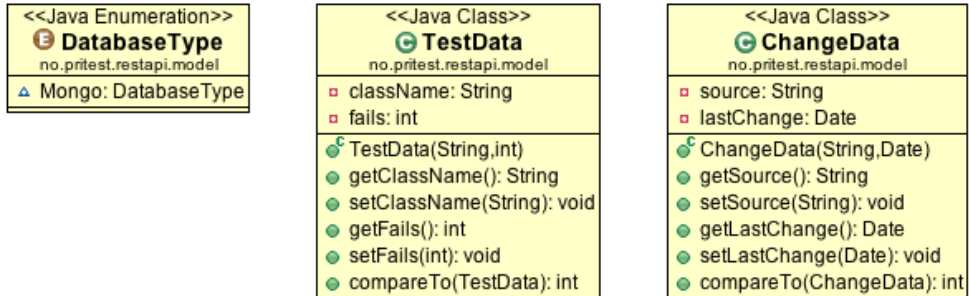 <<Java Enumeration>>
E DatabaseType
no.pritest.restapi.model
Mongo: DatabaseType
<<Java Class>>
C TestData
no.pritest.restapi.model
className: String
fails: int
C TestData(String,int)
getClassName(): String
setClassName(String): void
getFails(): int
setFails(int): void
compareTo(TestData): int
<<Java Class>>
C ChangeData
no.pritest.restapi.model
source: String
lastChange: Date
C ChangeData(String,Date)
getSource(): String
setSource(String): void
getLastChange(): Date
setLastChange(Date): void
compareTo(ChangeData): int